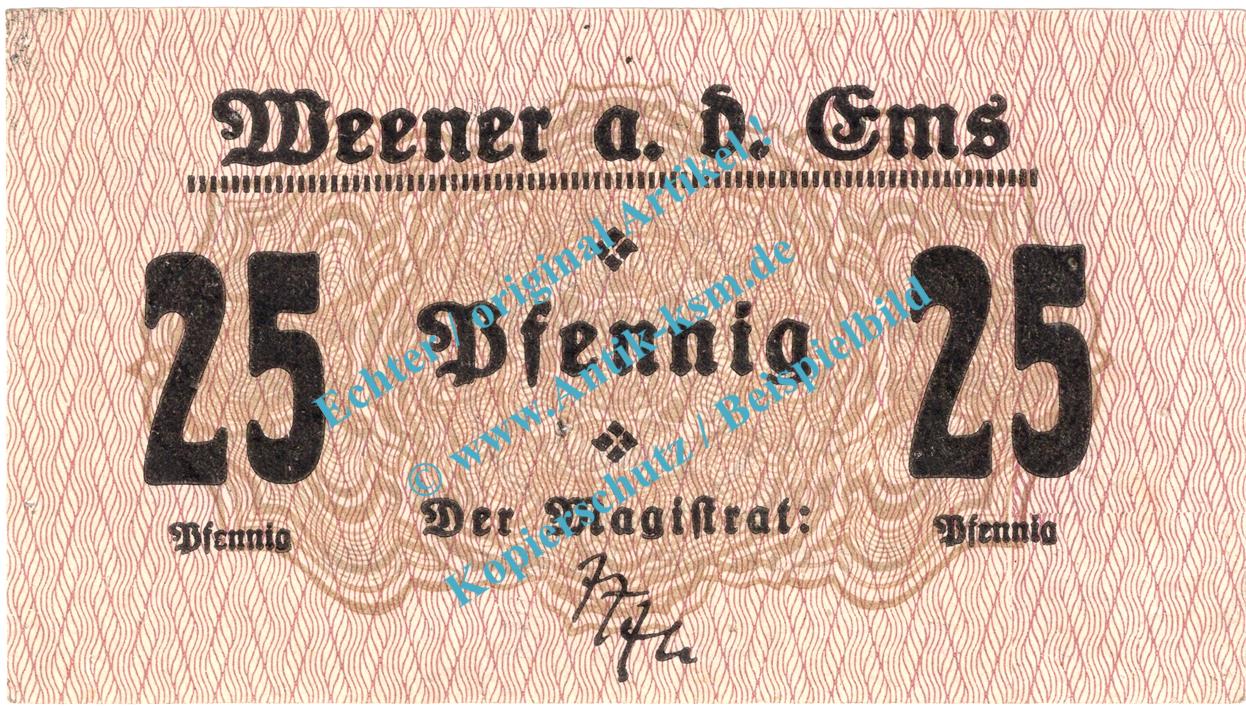 Weener a. d. Ems
25 Pfennig 25
Pfennig Der Magistrat: Pfennig
Echter / original Artikel!
© www.Antik-ksm.de
Kopierschutz / Beispielbild